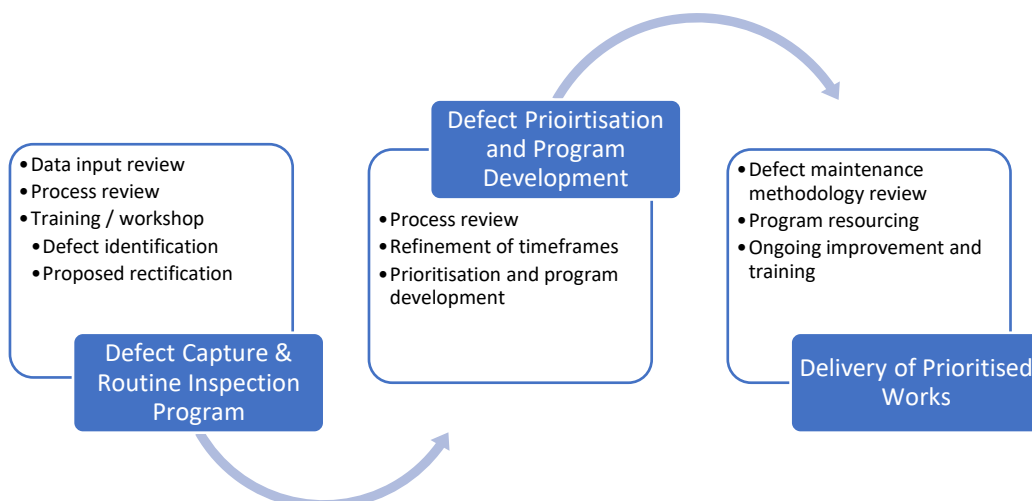 •Data input review
•Process review
•Training / workshop
•Defect identification
•Proposed rectification
Defect Capture &
Routine Inspection
Program
Defect Prioirtisation
and Program
Development
•Process review
•Refinement of timeframes
•Prioritisation and program
development
•Defect maintenance
methodology review
•Program resourcing
•Ongoing improvement and
training
Delivery of Prioritised
Works